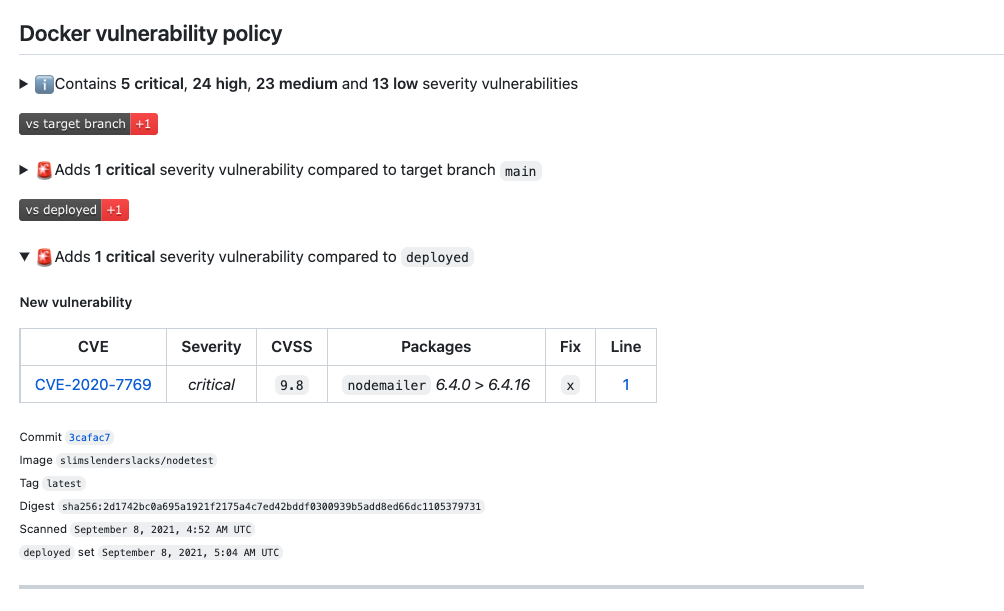 Docker vulnerability policy
Contains 5 critical, 24 high, 23 medium and 13 low severity vulnerabilities
vs target branch +1
Adds 1 critical severity vulnerability compared to target branch main
vs deployed +1
Adds 1 critical severity vulnerability compared to deployed
New vulnerability
CVE Severity CVSS Packages Fix Line
CVE-2020-7769 critical 9.8 nodemailer 6.4.0 > 6.4.16 x 1
Commit 3cafac7
Image slimslenderslacks/nodetest
Tag latest
Digest sha256:2d1742bc0a695a1921f2175a4c7ed42bddf0300939b5add8ed66dc1105379731
Scanned September 8, 2021, 4:52 AM UTC
deployed set September 8, 2021, 5:04 AM UTC